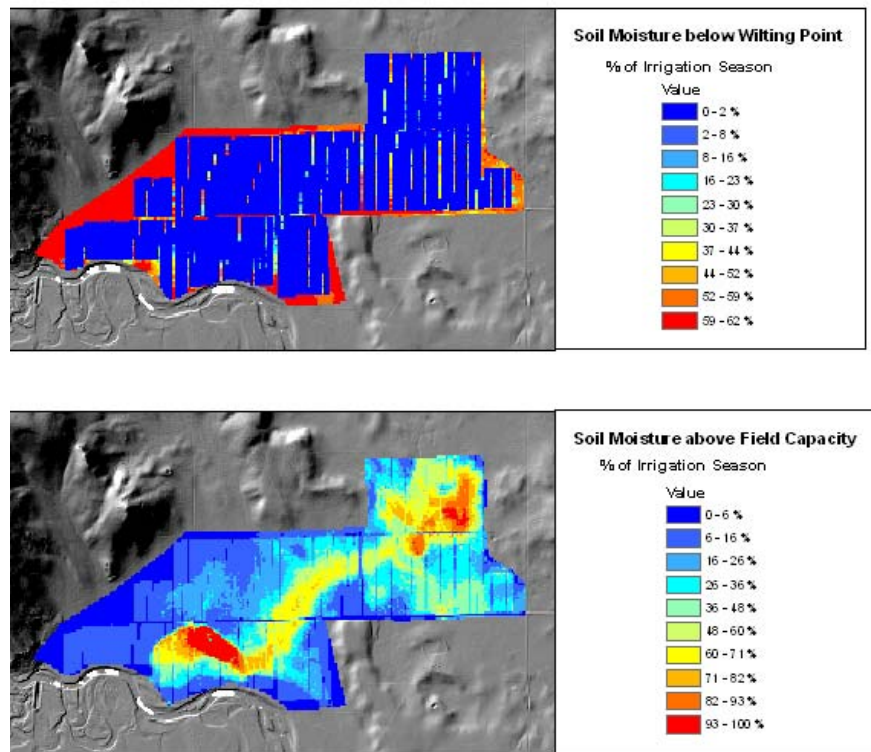 Soil Moisture below Wilting Point
% of Irrigation Season
Value
0 - 2 %
2 - 8 %
8 - 16 %
16 - 23 %
23 - 30 %
30 - 37 %
37 - 44 %
44 - 52 %
52 - 59 %
59 - 62 %
Soil Moisture above Field Capacity
% of Irrigation Season
Value
0 - 6 %
6 - 16 %
16 - 26 %
26 - 36 %
36 - 48 %
48 - 60 %
60 - 71 %
71 - 82 %
82 - 93 %
93 - 100 %